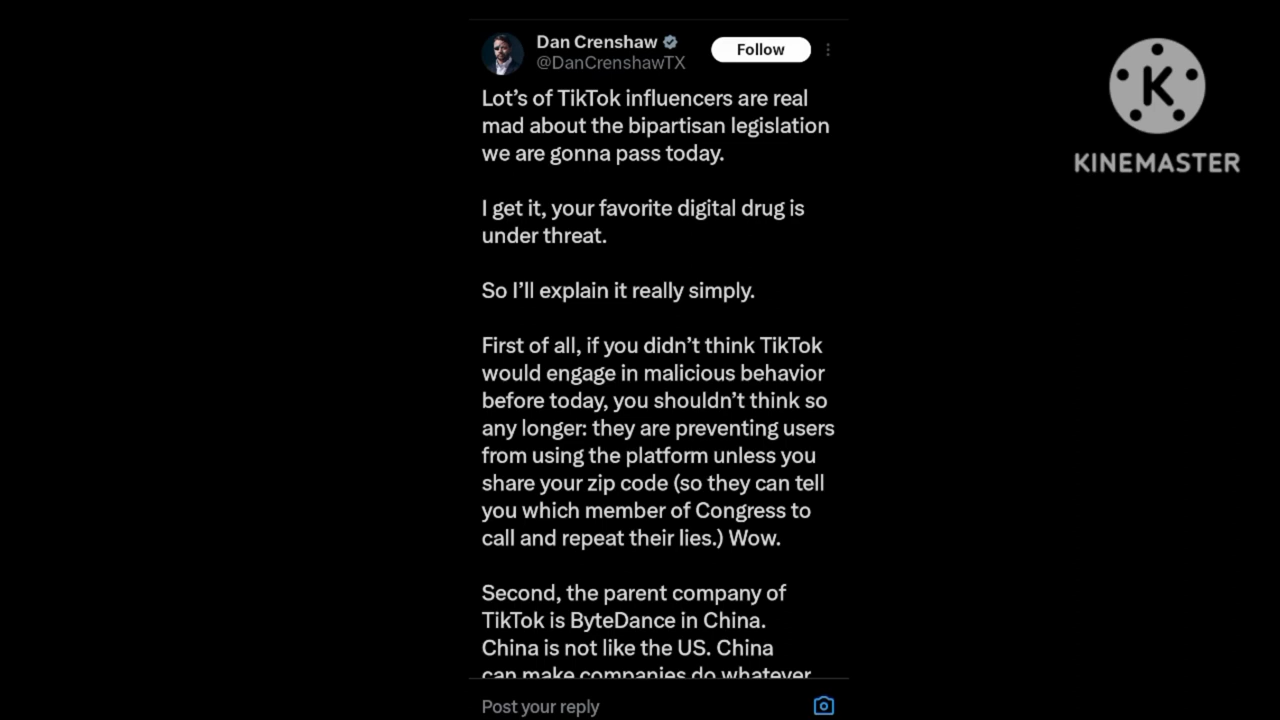 Dan Crenshaw
Follow
@DanCrenshawTX
Lot’s of TikTok influencers are real
mad about the bipartisan legislation
we are gonna pass today.
I get it, your favorite digital drug is
under threat.
So I’ll explain it really simply.
First of all, if you didn’t think TikTok
would engage in malicious behavior
before today, you shouldn’t think so
any longer: they are preventing users
from using the platform unless you
share your zip code (so they can tell
you which member of Congress to
call and repeat their lies.) Wow.
Second, the parent company of
TikTok is ByteDance in China.
China is not like the US. China
can make companies do whatever
Post your reply
K
KINEMASTER